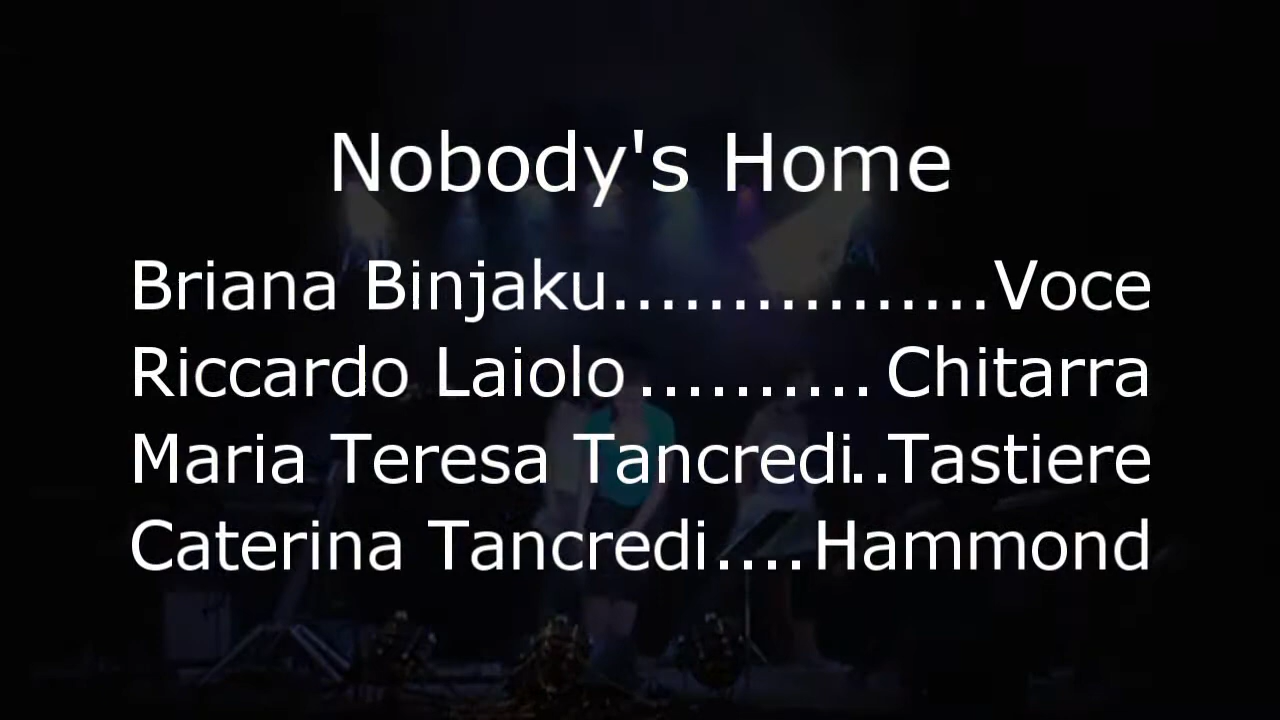 Nobody's Home
Briana Binjaku................Voce
Riccardo Laiolo.......... Chitarra
Maria Teresa Tancredi..Tastiere
Caterina Tancredi....Hammond